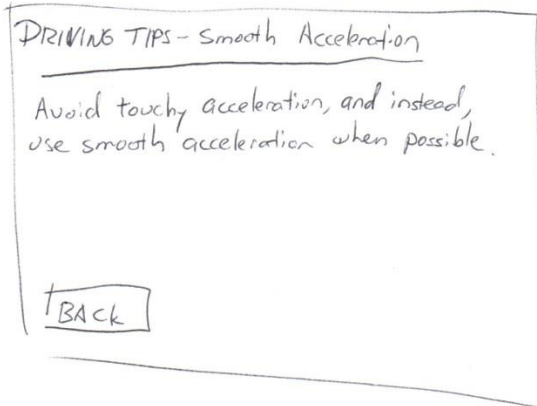 DRIVING TIPS - Smooth Acceleration
Avoid touchy acceleration, and instead,
use smooth acceleration when possible.
BACK